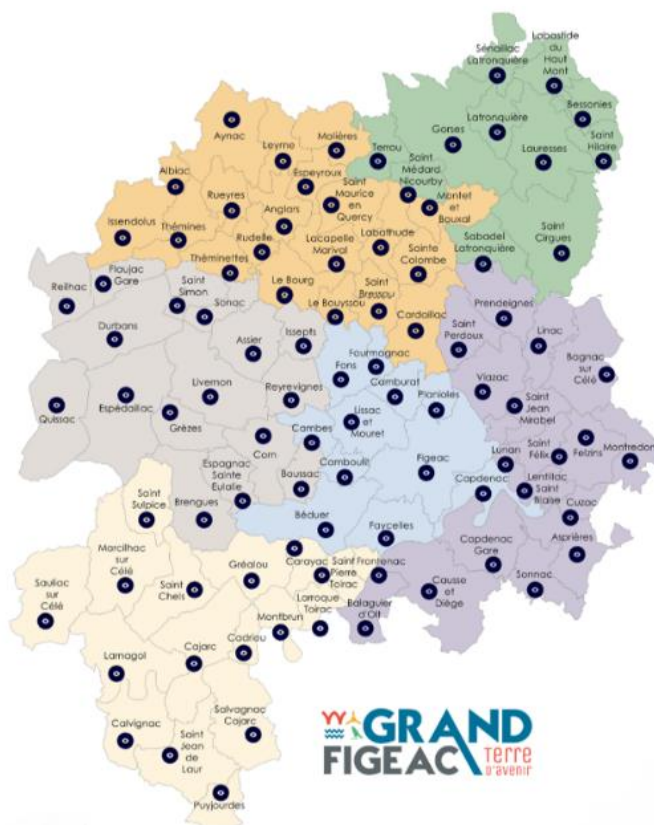 Sénaillac
Latronquière
Labastide
du
Haut
Mont
Bessonies
Aynac
Leyme
Molières
Terrou
Gorses
Latronquière
Lauresses
Saint
Hilaire
Albiac
Espeyroux
Saint
Médard
Nicourby
Rueyres
Saint
Maurice
en
Quercy
Montet
et
Bouxal
Issendolus
Thémines
Anglars
Rudelle
Lacapelle
Marival
Labathude
Sainte
Colombe
Sabadel
Latronquière
Saint
Cirgues
Théminettes
Reilhac
Flaujac
Gare
Saint
Simon
Sonac
Le Bourg
Le Bouyssou
Saint
Bressou
Cardaillac
Prendeignes
Saint
Perdoux
Linac
Bagnac
sur
Célé
Durbans
Assier
Issepts
Fourmagnac
Fons
Camburat
Planioles
Viazac
Saint
Jean
Mirabel
Quissac
Espédaillac
Livernon
Grèzes
Reyrevignes
Lissac
et
Mouret
Corn
Cambes
Camboulit
Figeac
Lunan
Saint
Félix
Felzins
Montredon
Capdenac
Lentillac
Saint
Blaise
Cuzac
Espagnac
Sainte
Eulalie
Boussac
Brengues
Saint
Sulpice
Béduer
Faycelles
Capdenac
Gare
Asprières
Marcilhac
sur
Célé
Saint
Chels
Gréalou
Carayac
Saint
Pierre
Toirac
Frontenac
Causse
et
Diège
Sonnac
Sauliac
sur
Célé
Larroque
Toirac
Montbrun
Balaguier
d'Olt
Larnagol
Cajarc
Cadrieu
Calvignac
Saint
Jean
de
Laur
Salvagnac
Cajarc
Puyjourdes
GRAND
FIGEAC
Terre
d'avenir